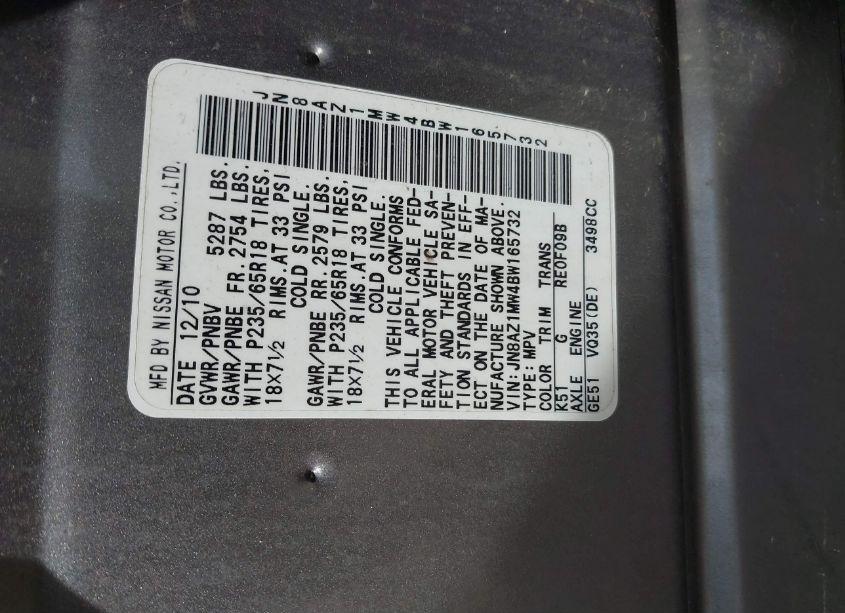 MFD BY NISSAN MOTOR CO.,LTD.
DATE 12/10
GVWR/PNBV 5287 LBS.
GAWR/PNBE FR. 2754 LBS.
WITH P235/65R18 TIRES,
18X7½ RIMS.AT 33 PSI
COLD SINGLE.
GAWR/PNBE RR. 2579 LBS.
WITH P235/65R18 TIRES,
18X7½ RIMS.AT 33 PSI
COLD SINGLE.
THIS VEHICLE CONFORMS
TO ALL APPLICABLE FED-
ERAL MOTOR VEHICLE SA-
FETY AND THEFT PREVEN-
TION STANDARDS IN EFF-
ECT ON THE DATE OF MA-
NUFACTURE SHOWN ABOVE.
VIN:JN8AZ1MW4BW165732
TYPE:MPV
COLOR TRIM TRANS
K51 G RE0F09B
AXLE ENGINE
GE51 VQ35(DE) 3498CC
JN8AZ1MW4BW165732